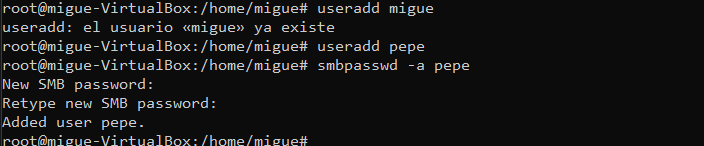 root@migue-VirtualBox:/home/migue# useradd migue
useradd: el usuario «migue» ya existe
root@migue-VirtualBox:/home/migue# useradd pepe
root@migue-VirtualBox:/home/migue# smbpasswd -a pepe
New SMB password:
Retype new SMB password:
Added user pepe.
root@migue-VirtualBox:/home/migue#